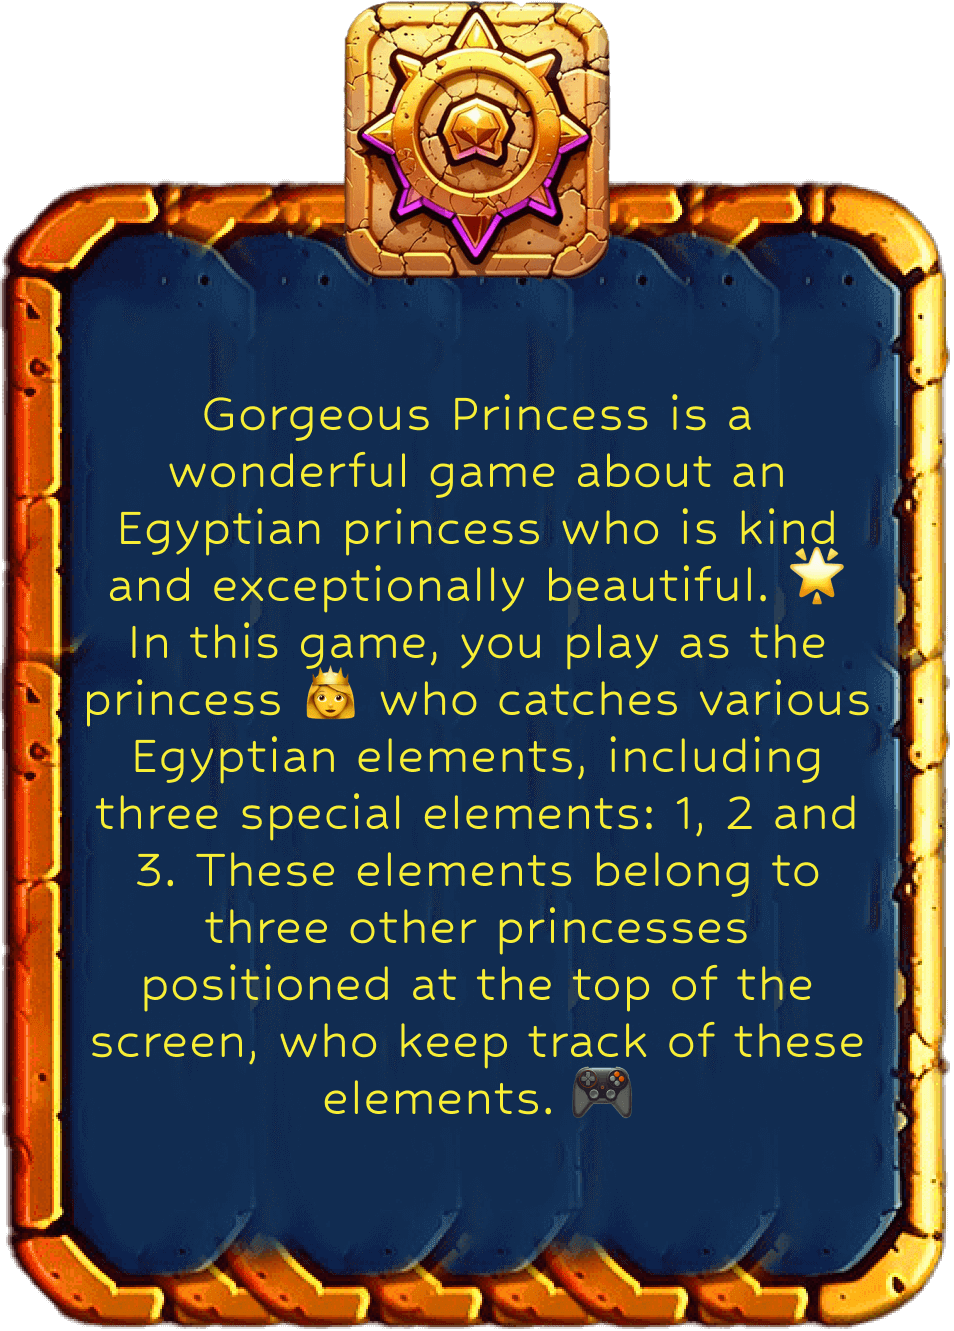 Gorgeous Princess is a
wonderful game about an
Egyptian princess who is kind
and exceptionally beautiful. 🌟
In this game, you play as the
princess 👸 who catches various
Egyptian elements, including
three special elements: 1, 2 and
3. These elements belong to
three other princesses
positioned at the top of the
screen, who keep track of these
elements. 🎮